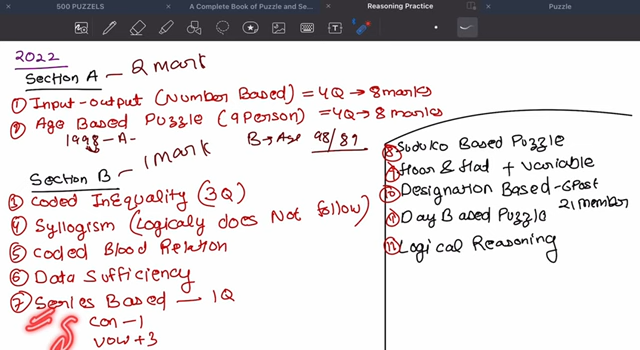 500 PUZZELS
A Complete Book of Puzzle and Se...
Reasoning Practice
Puzzle
2022
Section A - 2 mark
① Input-output (Number Based) = 4Q → 8 marks
② Age Based Puzzle (9 Person) = 4Q → 8 marks
1998 - A-
B → Age 98/89
Section B - 1 mark
③ Coded InEquality (3Q)
④ Syllogism (Logicaly does Not follow)
⑤ Coded Blood Relation
⑥ Data Sufficiency
⑦ Series Based - 1Q
Con - 1
Vow + 3
⑧ Suduko Based Puzzle
⑨ Floor & Flat + Variable
⑩ Designation Based - 6 Post
21 member
⑪ Day Based Puzzle
⑫ Logical Reasoning